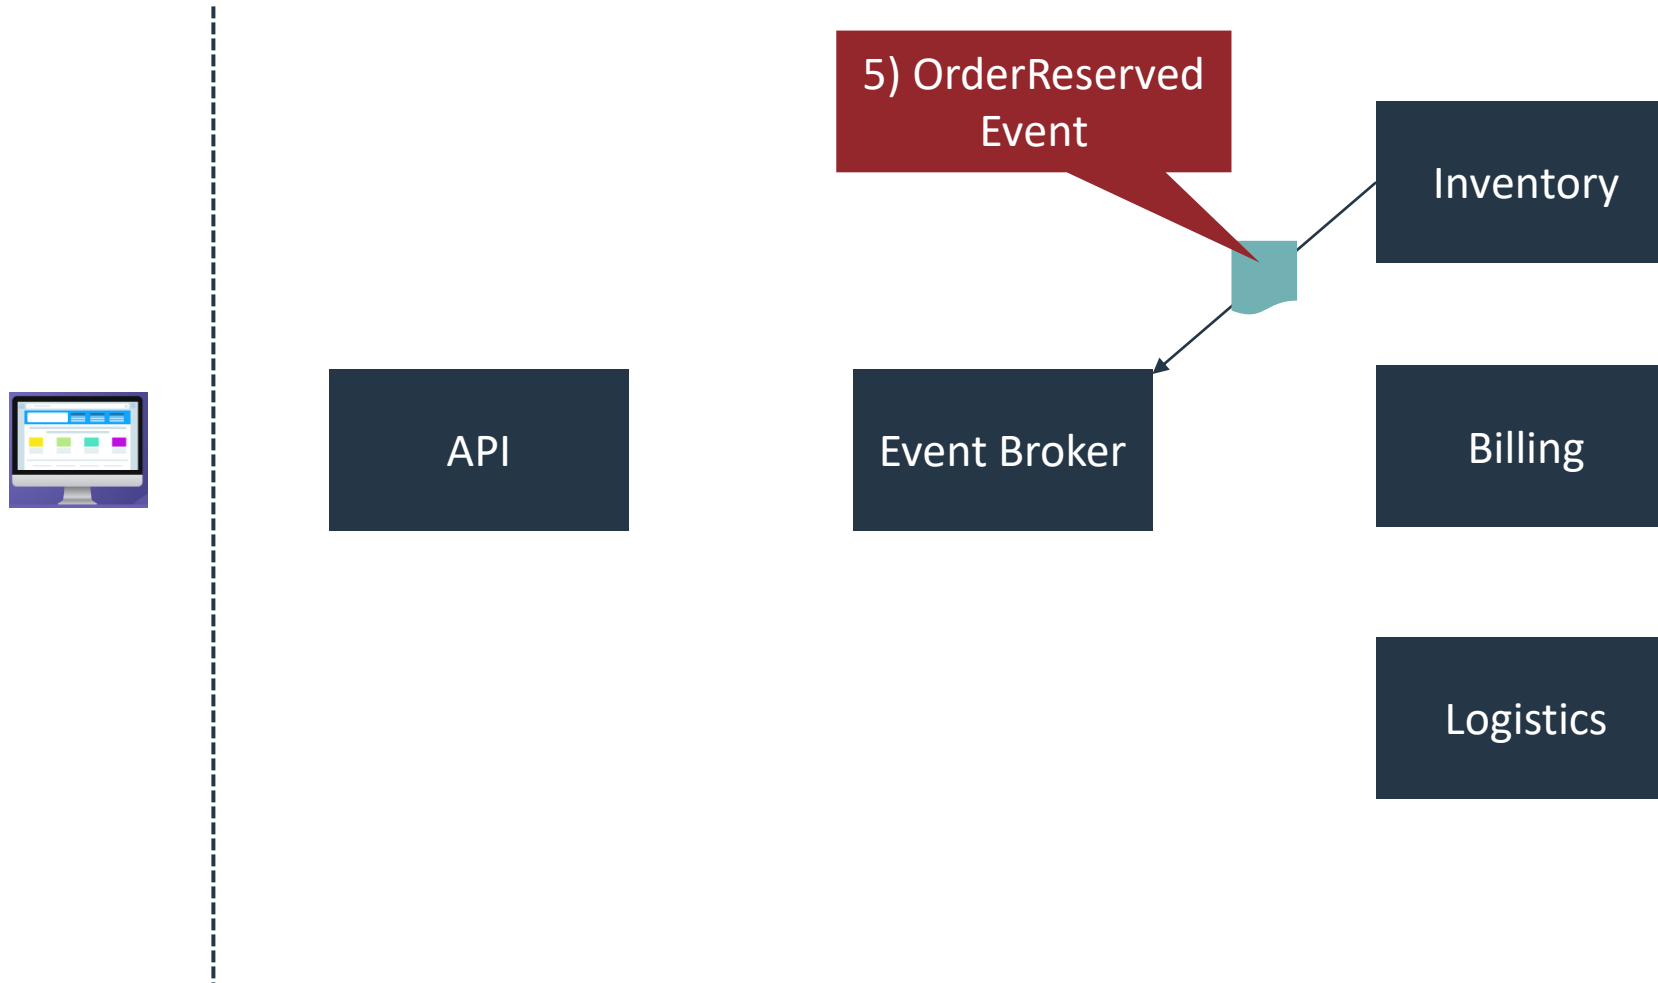 5) OrderReserved
Event
Inventory
API
Event Broker
Billing
Logistics